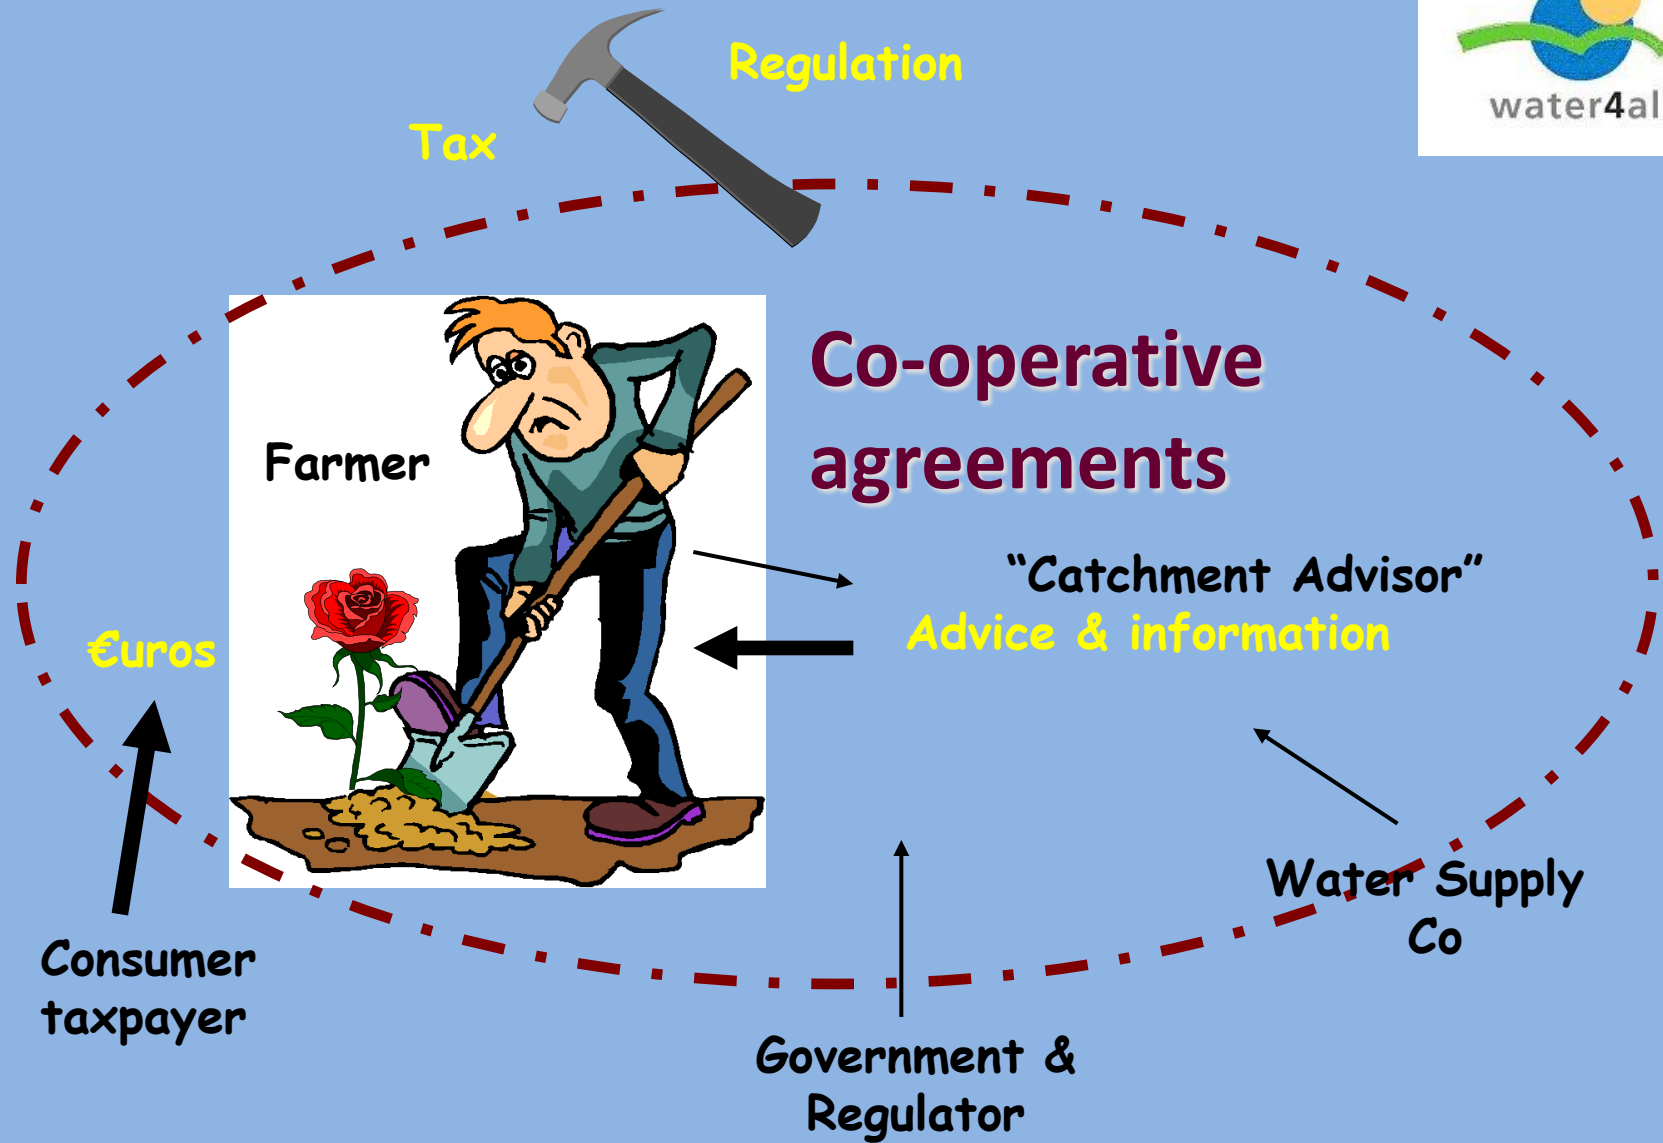 Regulation
water4al
Tax
Co-operative
agreements
Farmer
“Catchment Advisor”
Advice & information
€uros
Water Supply
Co
Consumer
taxpayer
Government &
Regulator